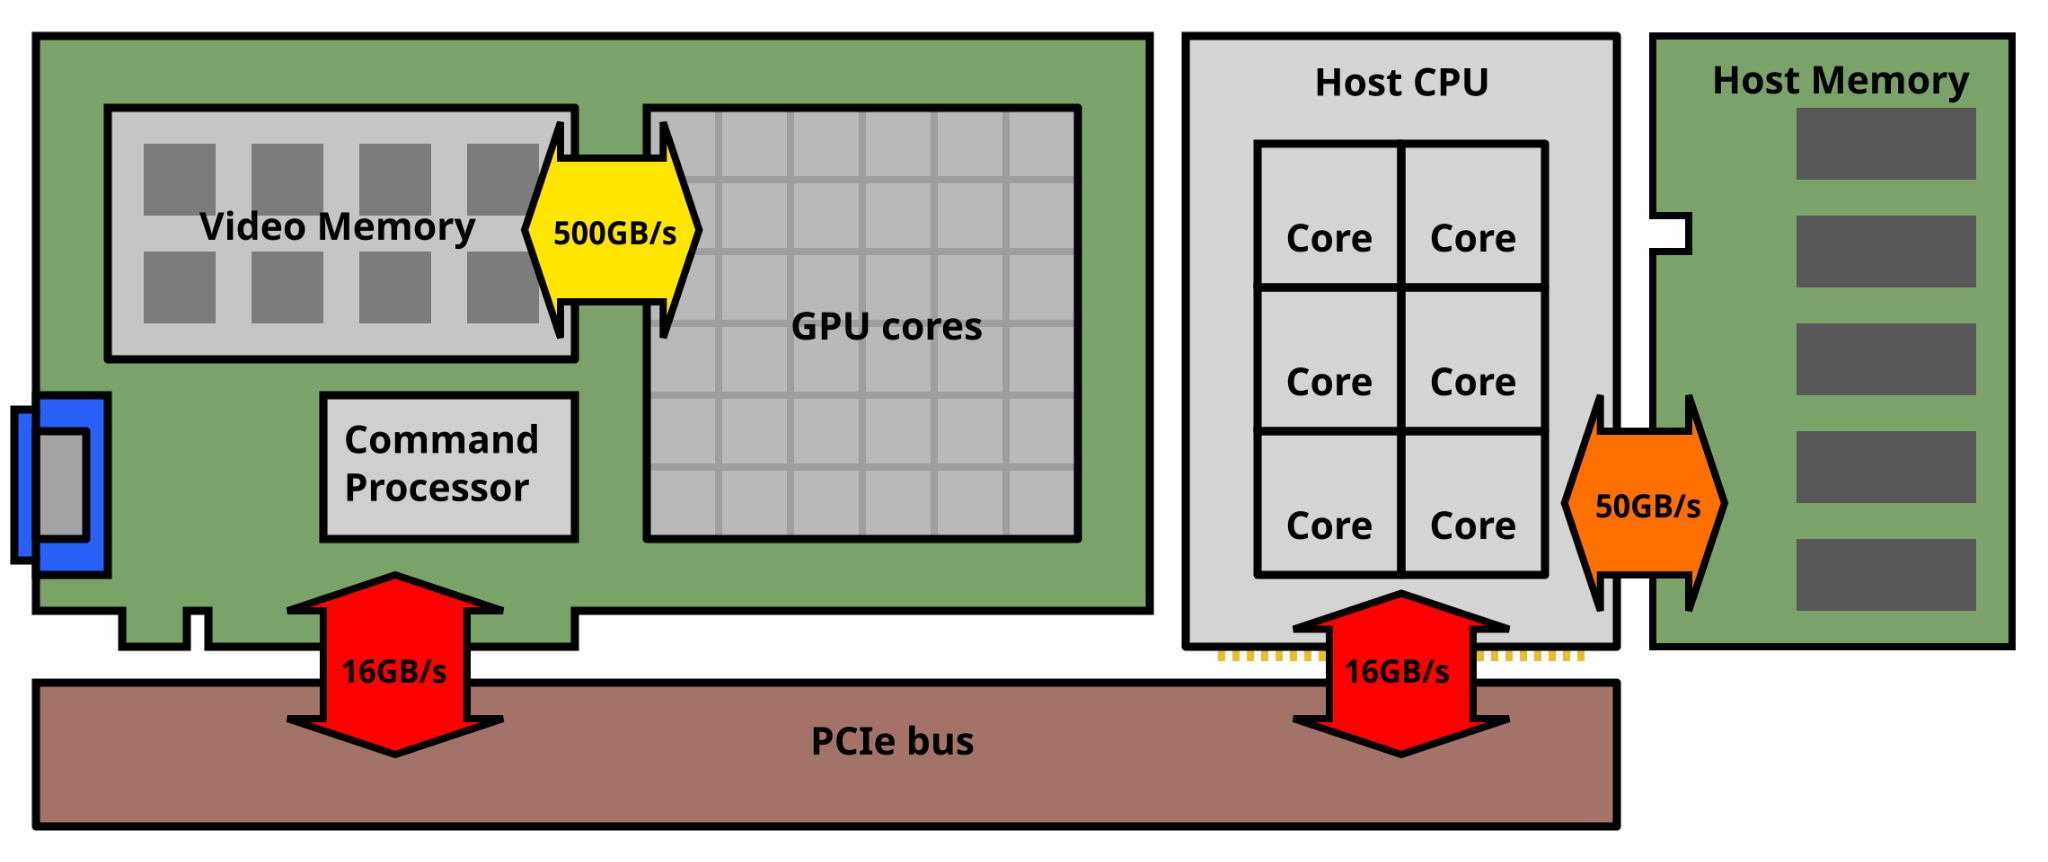 Video Memory
500GB/s
GPU cores
Command
Processor
16GB/s
Host CPU
Core Core
Core Core
Core Core
16GB/s
50GB/s
Host Memory
PCIe bus